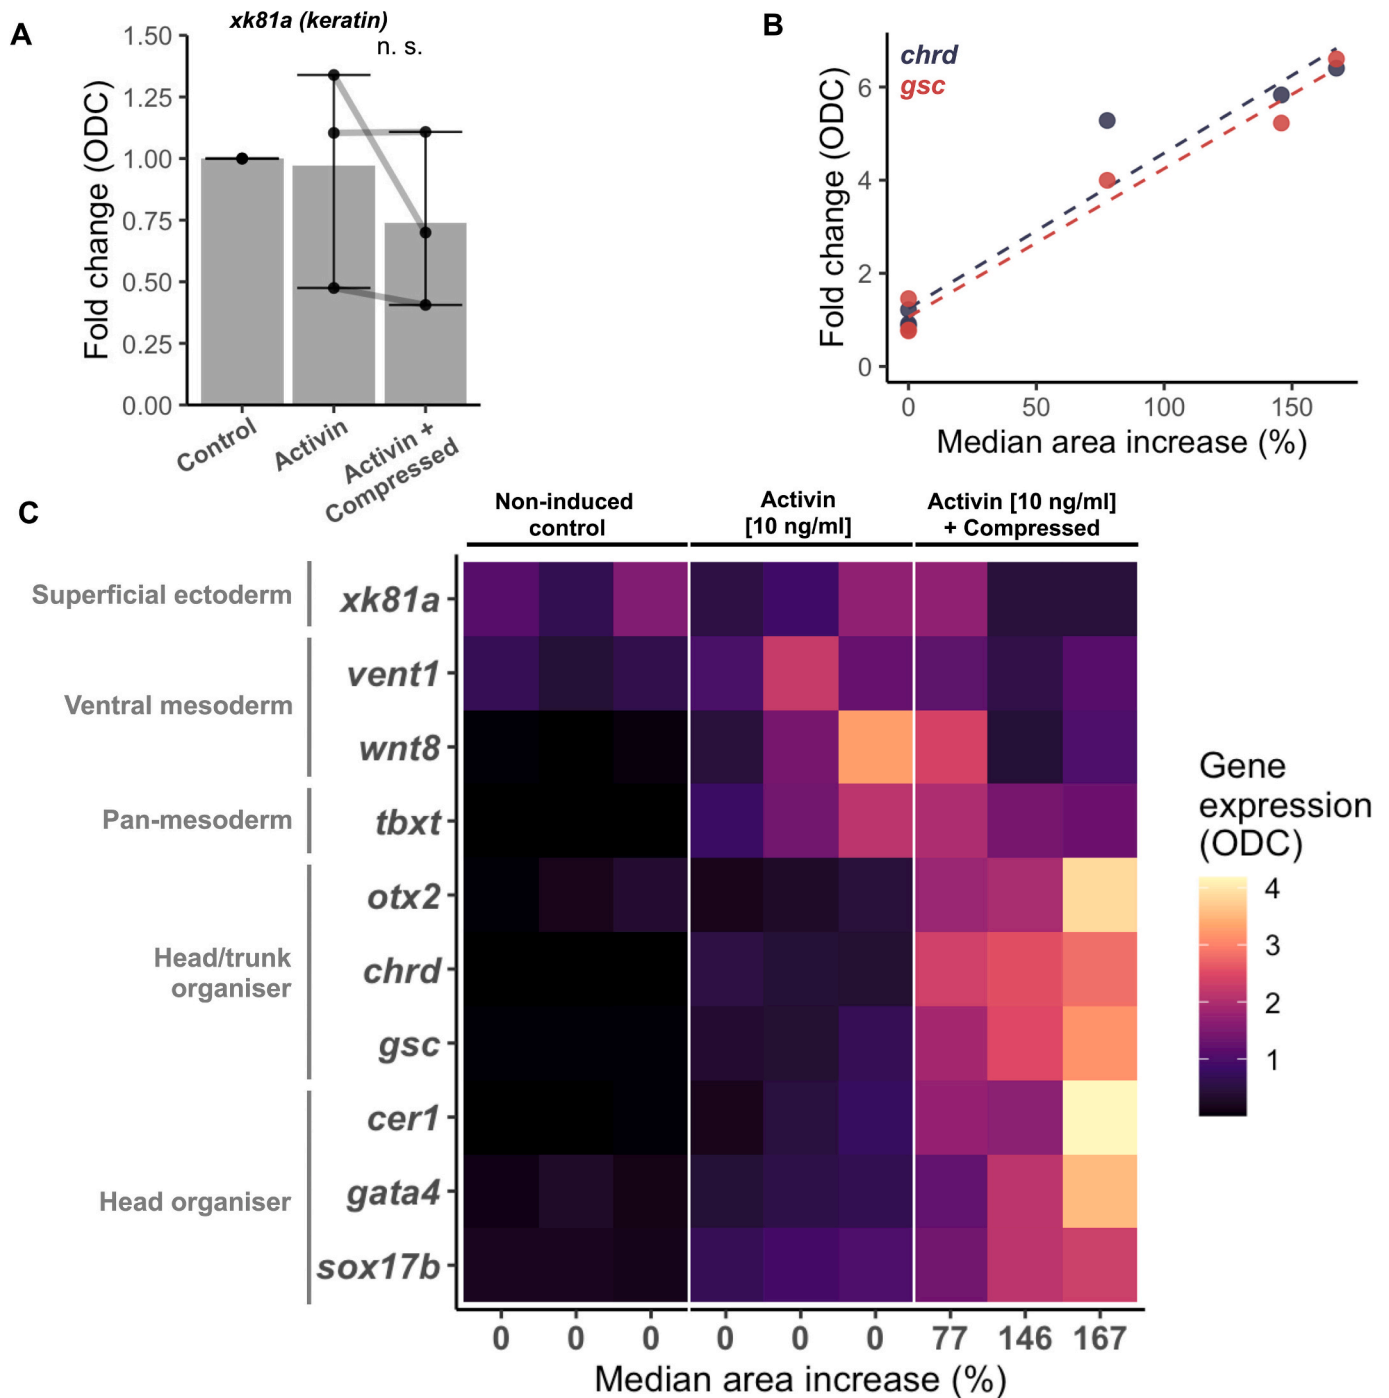 A
xk81a (keratin)
n. s.
Fold change (ODC)
1.50
1.25
1.00
0.75
0.50
0.25
0.00
Control
Activin
Activin +
Compressed
B
chrd
gsc
Fold change (ODC)
6
4
2
0
0 50 100 150
Median area increase (%)
C
Non-induced
control
Activin
[10 ng/ml]
Activin [10 ng/ml]
+ Compressed
Superficial ectoderm
Ventral mesoderm
Pan-mesoderm
Head/trunk
organiser
Head organiser
xk81a
vent1
wnt8
tbxt
otx2
chrd
gsc
cer1
gata4
sox17b
0 0 0 0 0 0 77 146 167
Median area increase (%)
Gene
expression
(ODC)
4
3
2
1